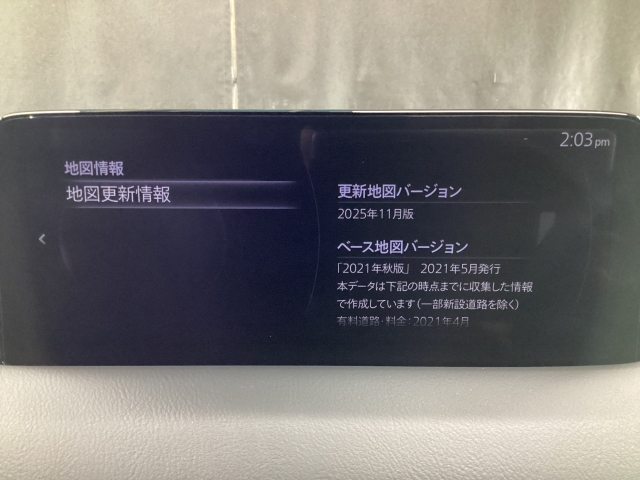 2:03pm
地図情報
地図更新情報
更新地図バージョン
2025年11月版
ベース地図バージョン
「2021年秋版」 2021年5月発行
本データは下記の時点までに収集した情報
で作成しています(一部新設道路を除く)
有料道路・料金:2021年4月